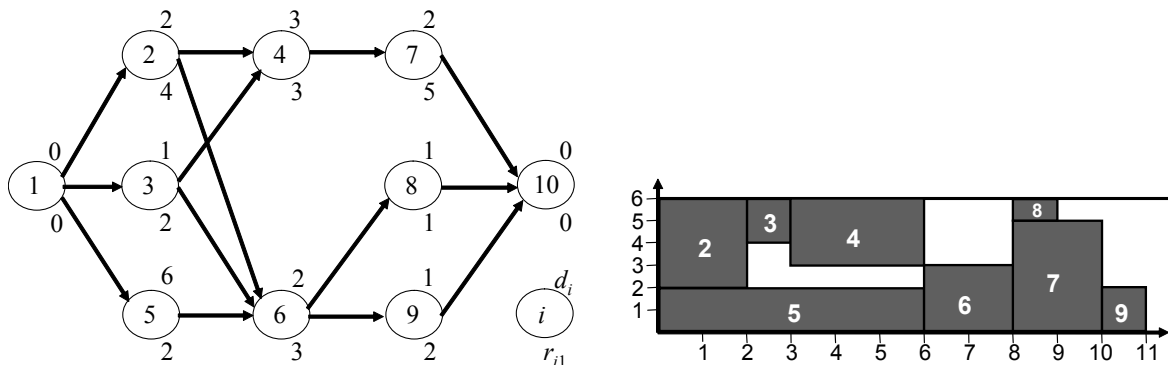 2 3 2
2 4 7
4 3 5
0 1 1 0
1 3 8 10
0 2 1 0
6 2 1 dᵢ
5 6 9 i
2 3 2 rᵢ₁
6
5 3 8
4 2 4
3
2 7
1 5 6 9
1 2 3 4 5 6 7 8 9 10 11